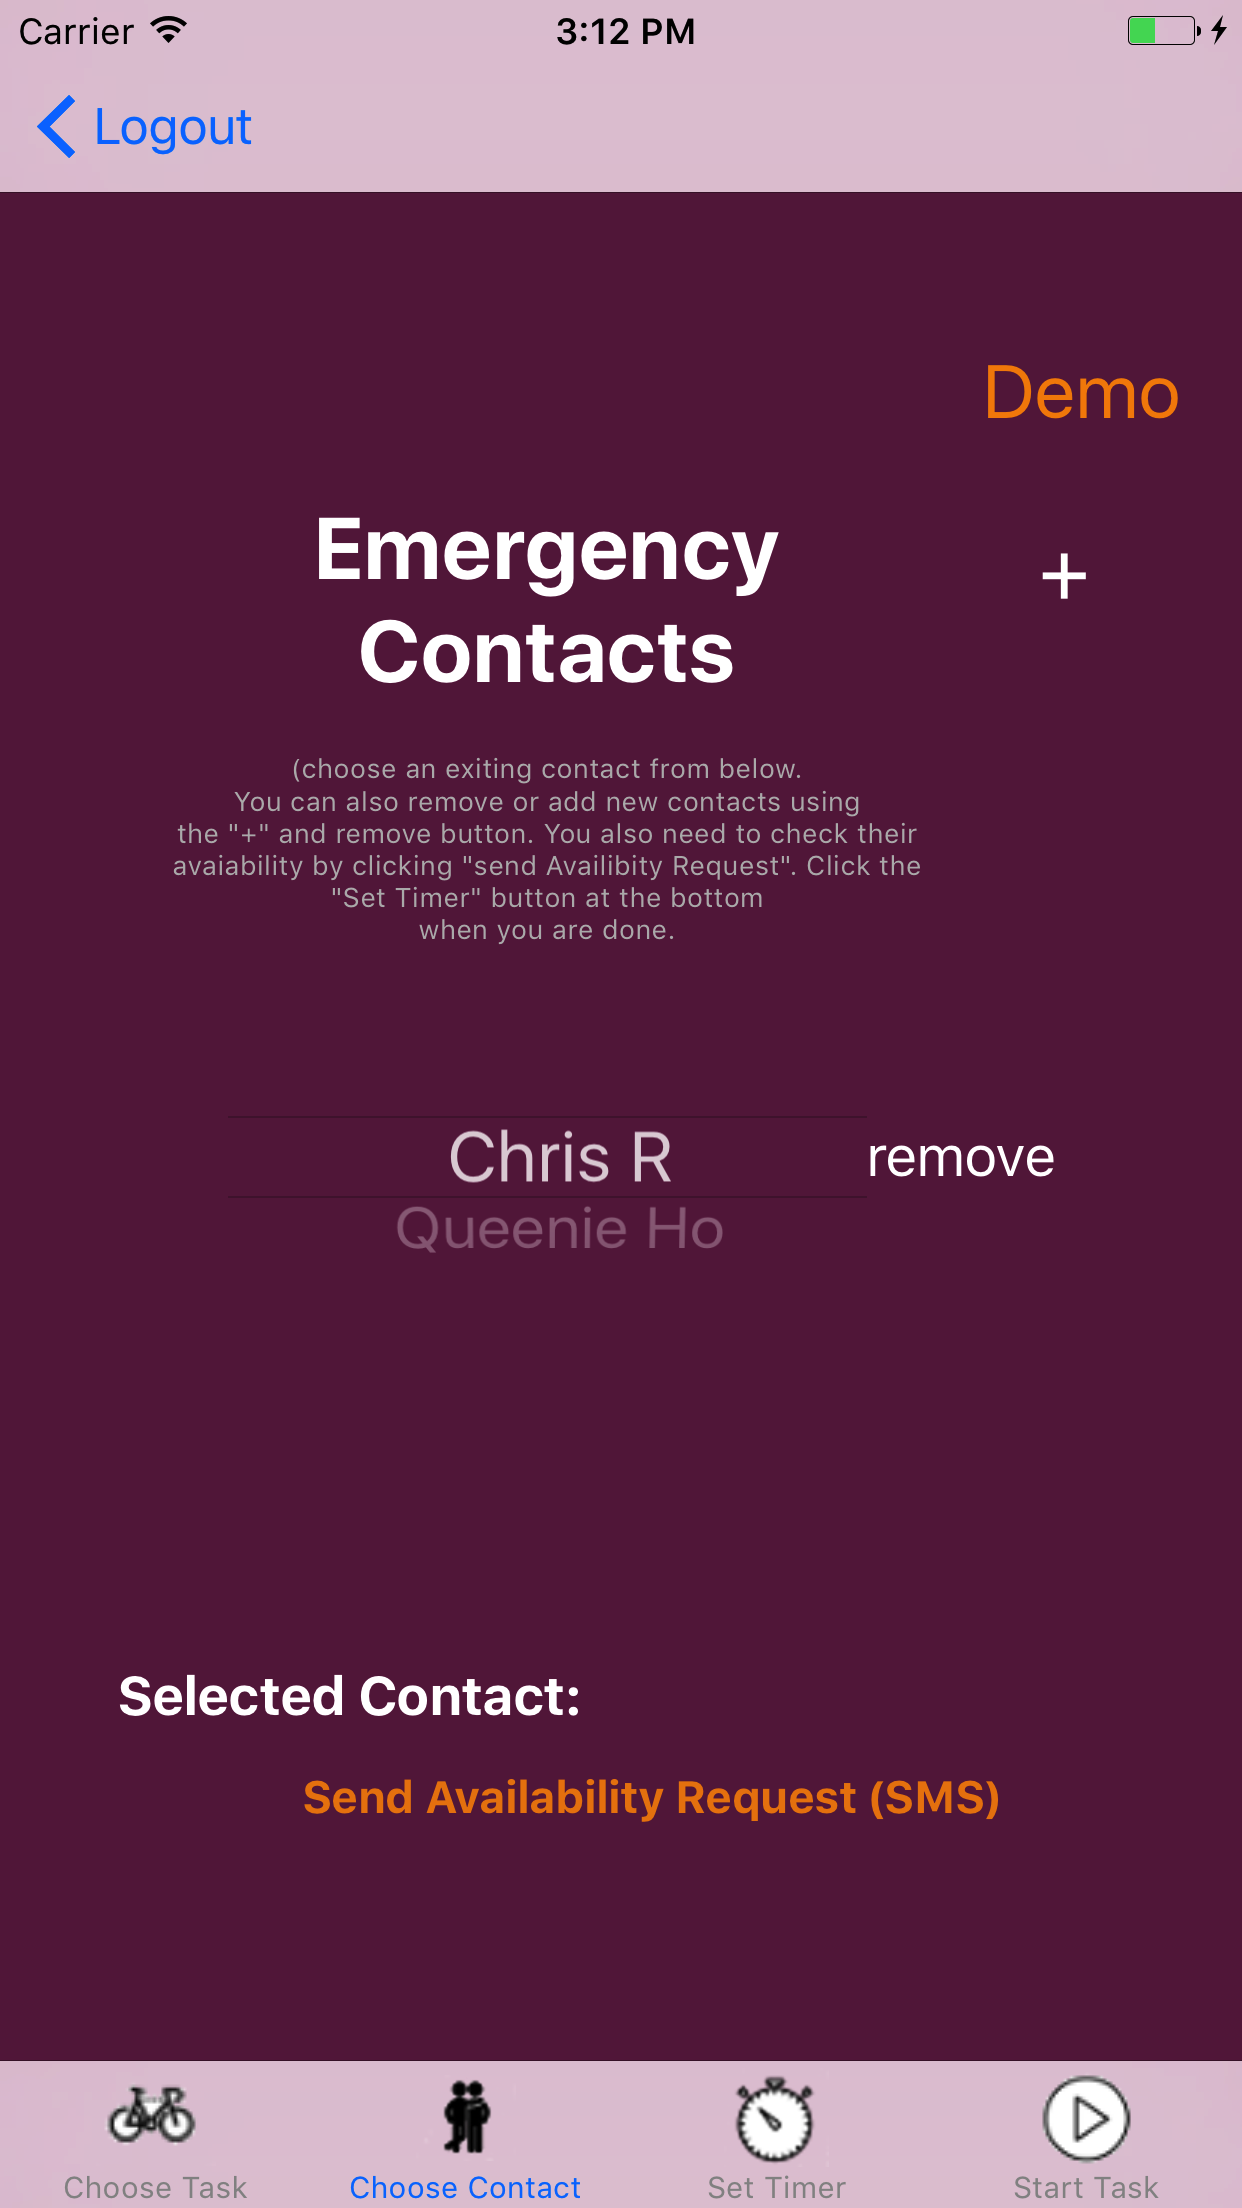 Carrier 3:12 PM
Logout
Demo
Emergency
+
Contacts
(choose an exiting contact from below.
You can also remove or add new contacts using
the "+" and remove button. You also need to check their
avaiability by clicking "send Availibity Request". Click the
"Set Timer" button at the bottom
when you are done.
Chris R remove
Queenie Ho
Selected Contact:
Send Availability Request (SMS)
Choose Task Choose Contact Set Timer Start Task